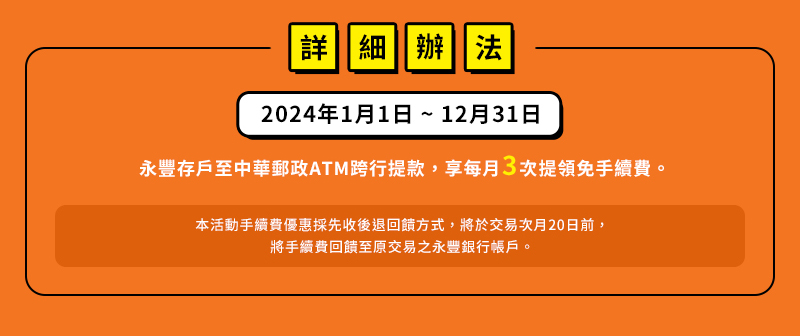 詳細辦法
2024年1月1日 ~ 12月31日
永豐存戶至中華郵政ATM跨行提款，享每月3次提領免手續費。
本活動手續費優惠採先收後退回饋方式，將於交易次月20日前，
將手續費回饋至原交易之永豐銀行帳戶。